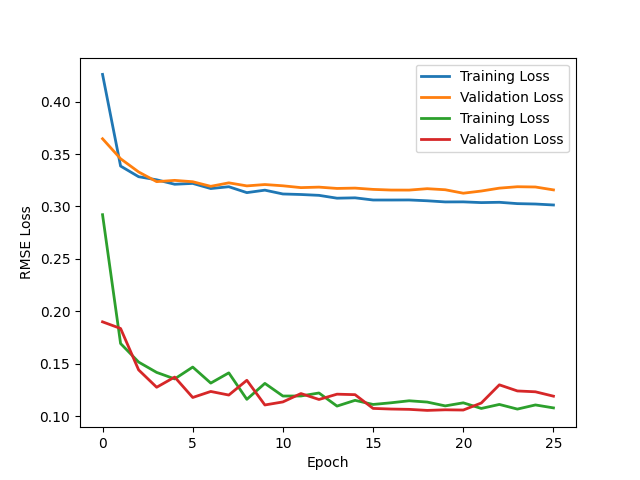 Training Loss
Validation Loss
Training Loss
Validation Loss
0.40
0.35
0.30
0.25
0.20
0.15
0.10
RMSE Loss
0 5 10 15 20 25
Epoch